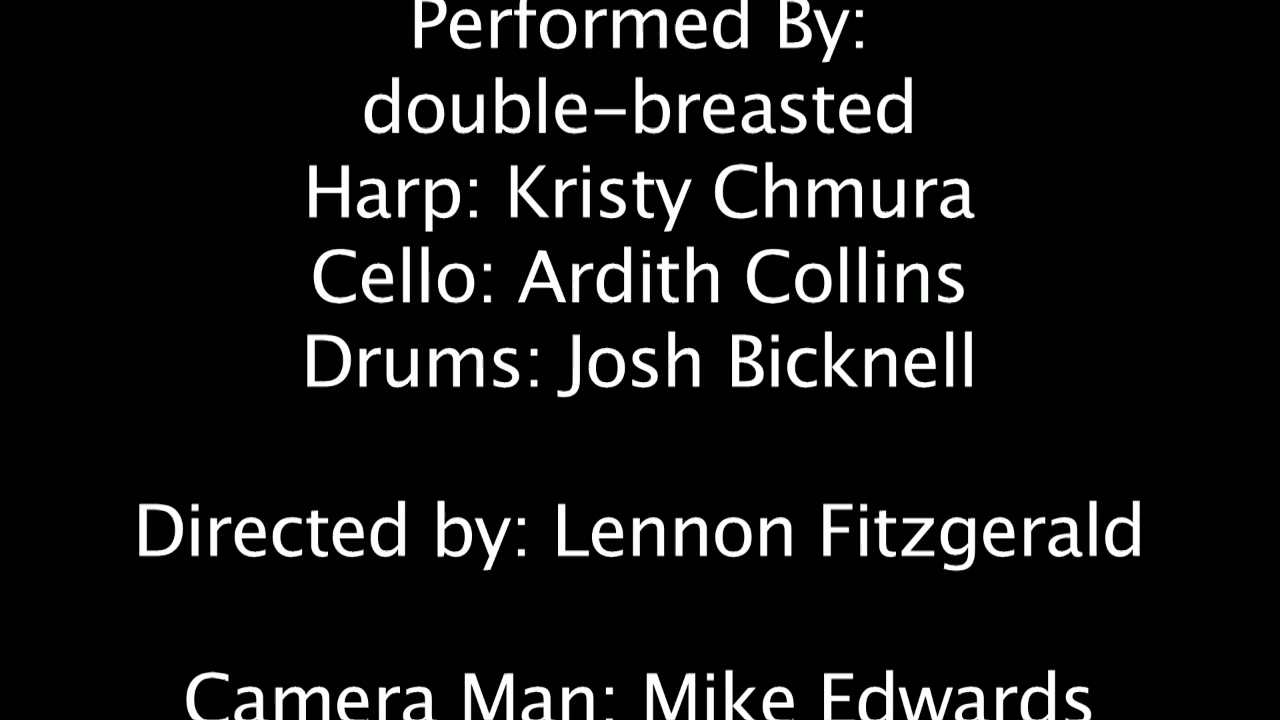 Performed By:
double-breasted
Harp: Kristy Chmura
Cello: Ardith Collins
Drums: Josh Bicknell
Directed by: Lennon Fitzgerald
Camera Man: Mike Edwards